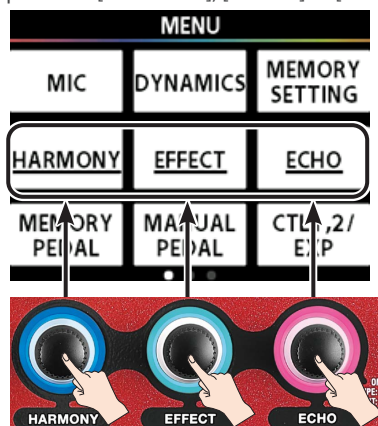 MENU
MIC
DYNAMICS
MEMORY
SETTING
HARMONY
EFFECT
ECHO
MEMORY
PEDAL
MANUAL
PEDAL
CTL1,2/
EXP
HARMONY
EFFECT
ECHO